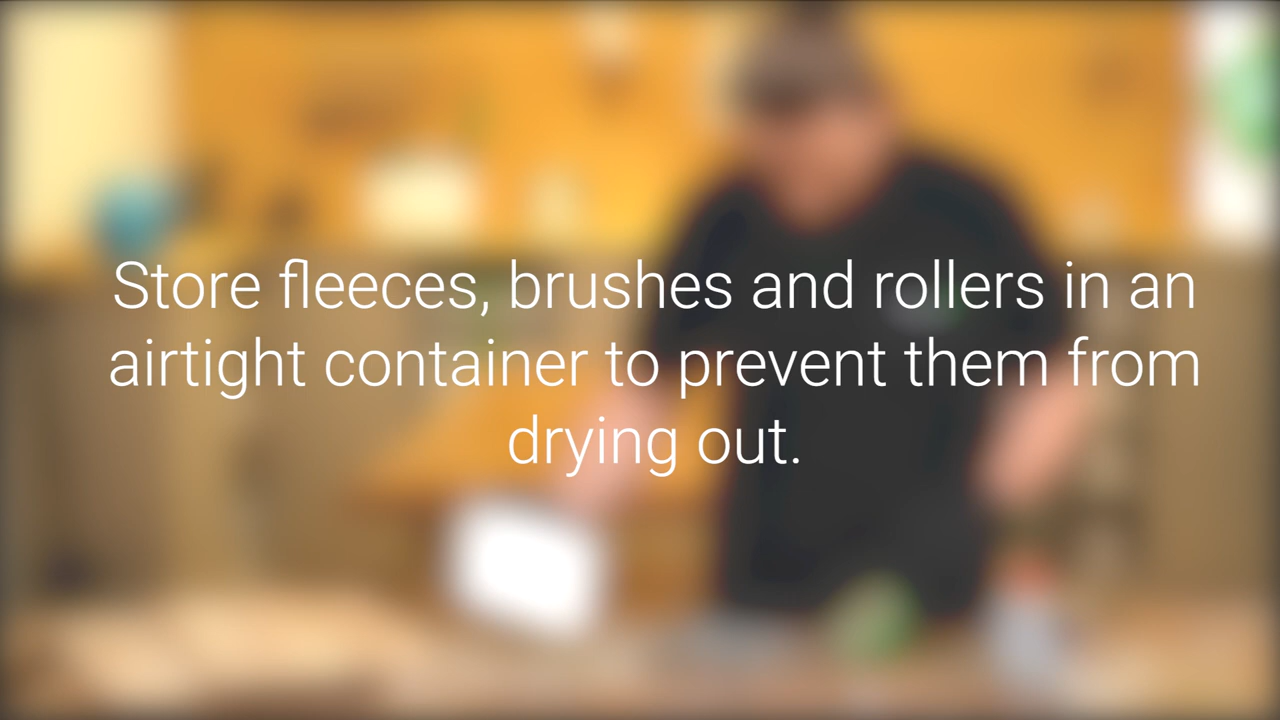 Store fleeces, brushes and rollers in an
airtight container to prevent them from
drying out.